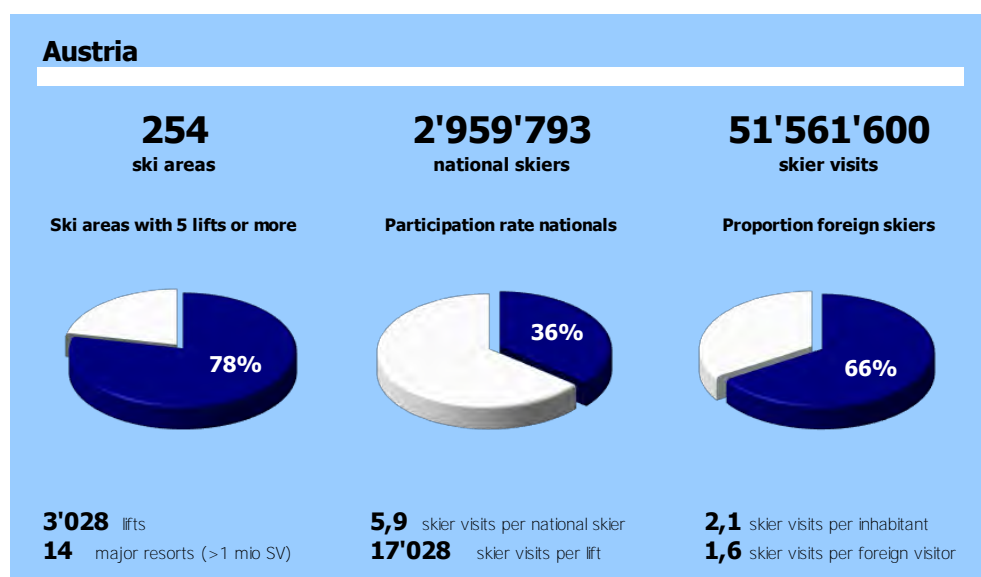 Austria
254
ski areas
2'959'793
national skiers
51'561'600
skier visits
Ski areas with 5 lifts or more
Participation rate nationals
Proportion foreign skiers
78%
36%
66%
3'028 lifts
14 major resorts (>1 mio SV)
5,9 skier visits per national skier
17'028 skier visits per lift
2,1 skier visits per inhabitant
1,6 skier visits per foreign visitor